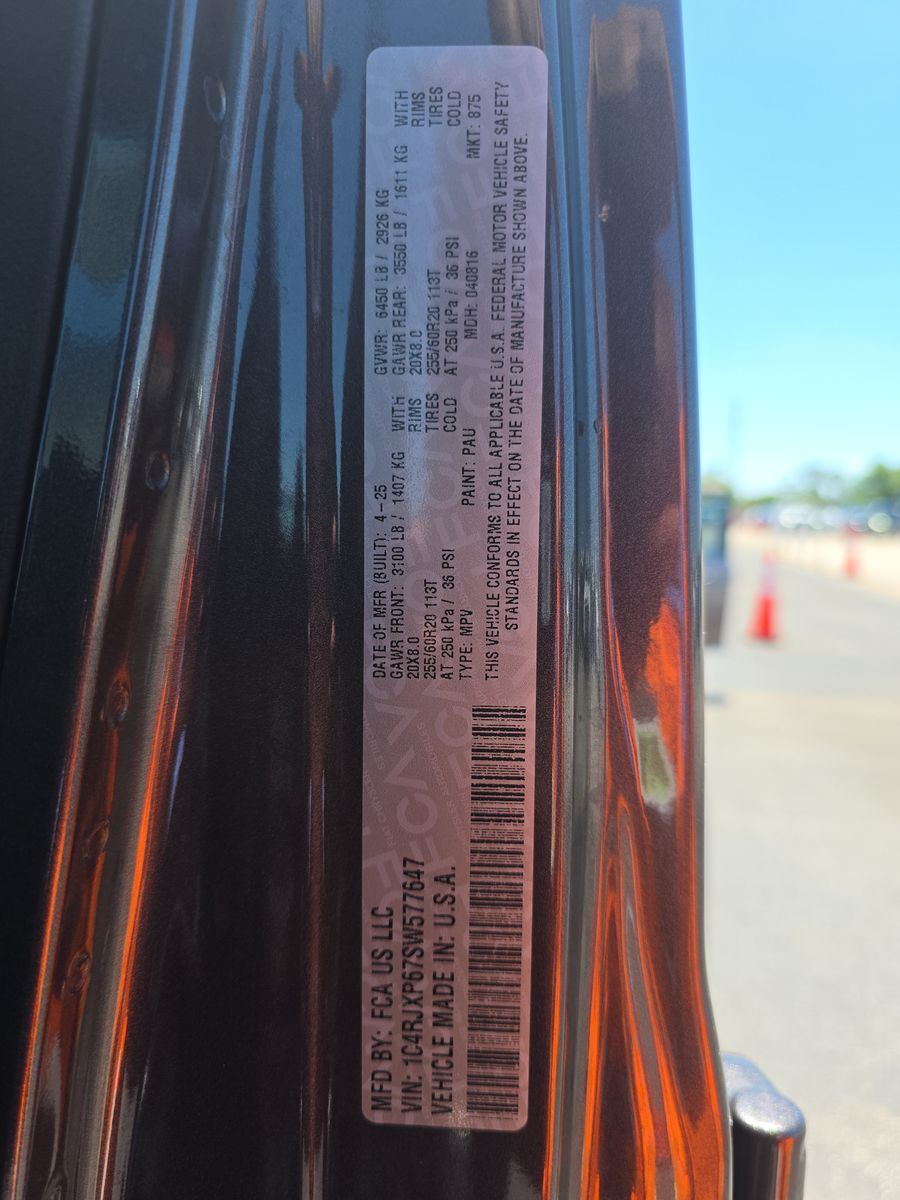 MFD BY: FCA US LLC
VIN: 1C4RJXP67SW577647
VEHICLE MADE IN: U.S.A.
DATE OF MFR (BUILT): 4-25 GVWR: 6450 LB / 2926 KG
GAWR FRONT: 3100 LB / 1407 KG WITH GAWR REAR: 3550 LB / 1611 KG WITH
20X8.0 RIMS 20X8.0 RIMS
255/60R20 113T TIRES 255/60R20 113T TIRES
AT 250 kPa / 36 PSI COLD AT 250 kPa / 36 PSI COLD
TYPE: MPV PAINT: PAU MDH: 040816 MKT: 875
THIS VEHICLE CONFORMS TO ALL APPLICABLE U.S.A. FEDERAL MOTOR VEHICLE SAFETY
STANDARDS IN EFFECT ON THE DATE OF MANUFACTURE SHOWN ABOVE.